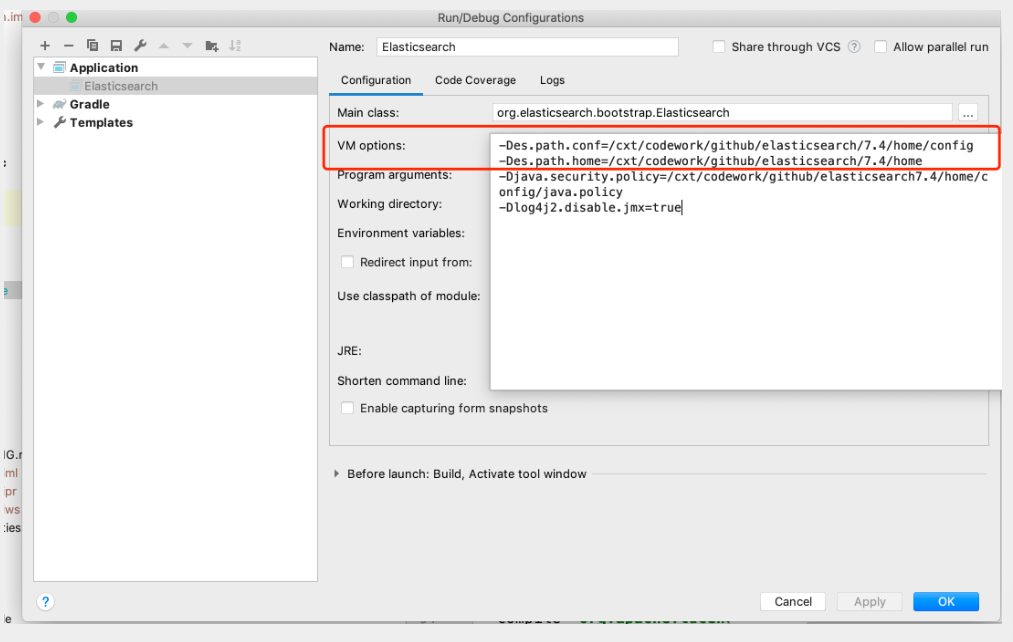 Run/Debug Configurations
Name: Elasticsearch
Share through VCS ?
Allow parallel run
Application
Elasticsearch
Gradle
Templates
Configuration Code Coverage Logs
Main class: org.elasticsearch.bootstrap.Elasticsearch ...
VM options:
-Des.path.conf=/cxt/codework/github/elasticsearch/7.4/home/config
-Des.path.home=/cxt/codework/github/elasticsearch/7.4/home
-Djava.security.policy=/cxt/codework/github/elasticsearch7.4/home/c
onfig/java.policy
-Dlog4j2.disable.jmx=true
Program arguments:
Working directory:
Environment variables:
Redirect input from:
Use classpath of module:
JRE:
Shorten command line:
Enable capturing form snapshots
Before launch: Build, Activate tool window
?
Cancel Apply OK